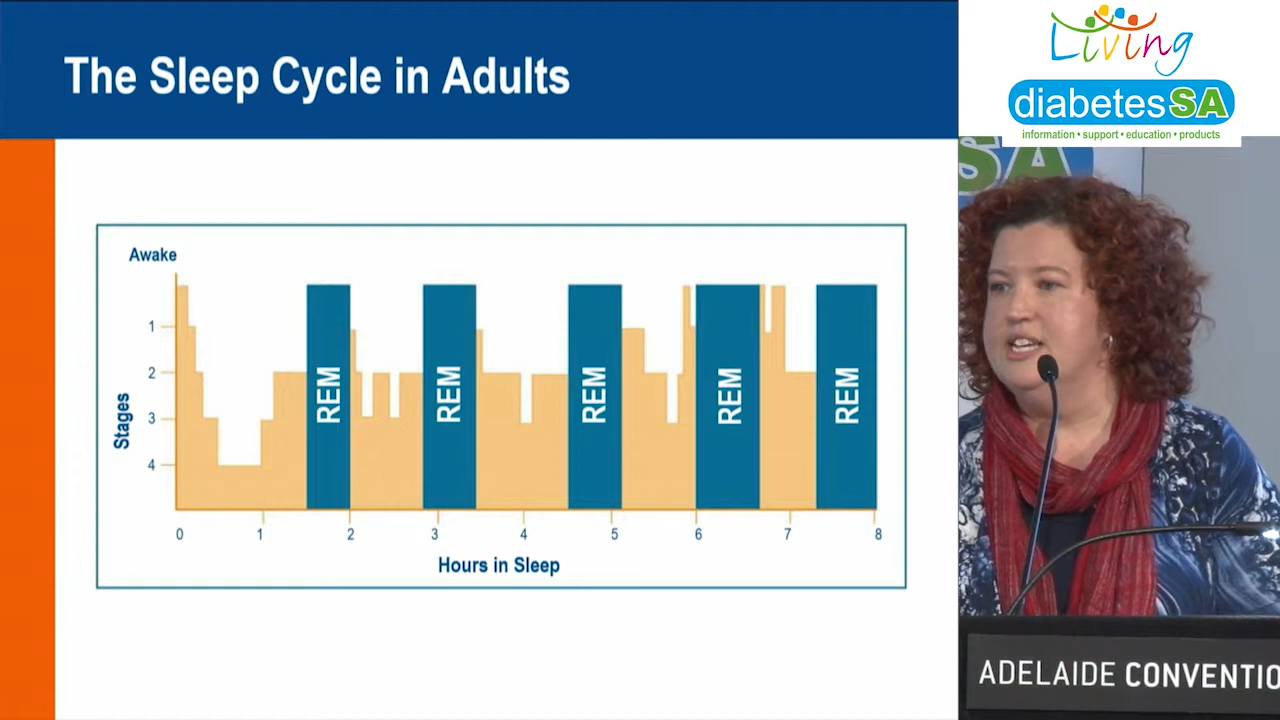 The Sleep Cycle in Adults
Living
diabetesSA
information • support • education • products
SA
Awake
1
2
3
4
Stages
REM
REM
REM
REM
REM
0 1 2 3 4 5 6 7 8
Hours in Sleep
ADELAIDE CONVENTIO